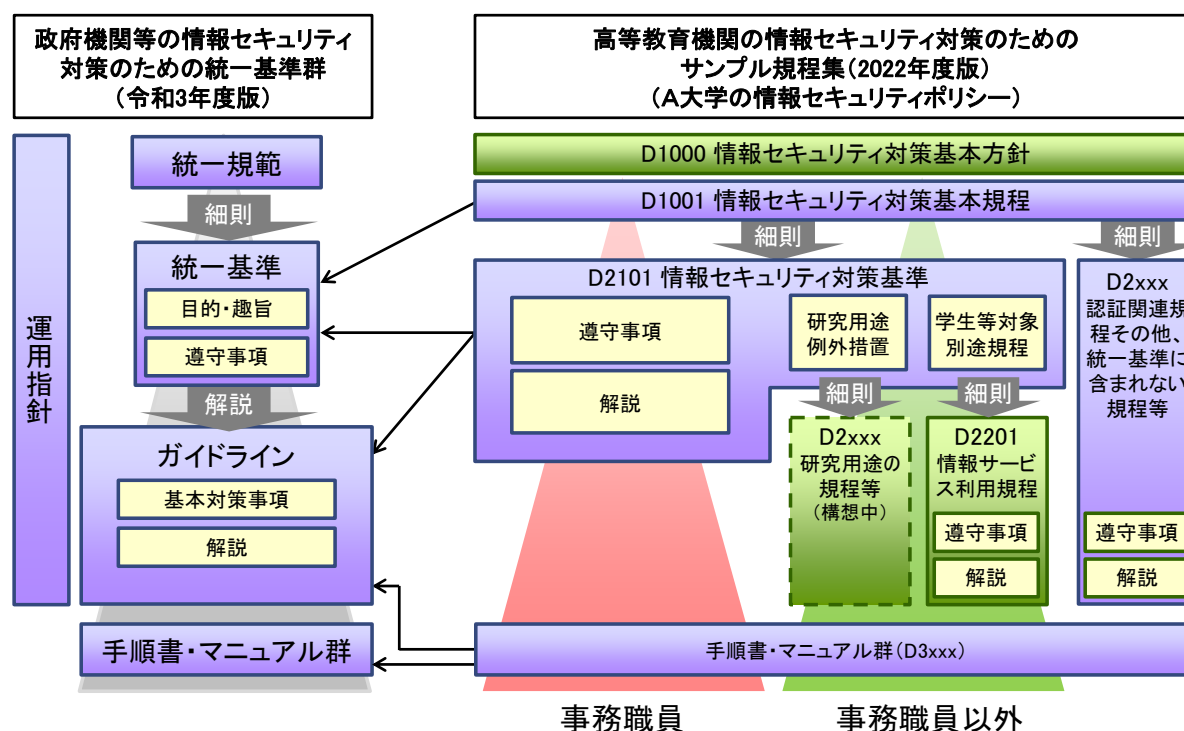 政府機関等の情報セキュリティ
対策のための統一基準群
（令和3年度版）
運用指針
統一規範
細則
統一基準
目的・趣旨
遵守事項
解説
ガイドライン
基本対策事項
解説
手順書・マニュアル群
高等教育機関の情報セキュリティ対策のための
サンプル規程集（2022年度版）
（A大学の情報セキュリティポリシー）
D1000 情報セキュリティ対策基本方針
D1001 情報セキュリティ対策基本規程
細則
細則
D2101 情報セキュリティ対策基準
遵守事項
解説
研究用途
例外措置
学生等対象
別途規程
細則
細則
D2xxx
研究用途の
規程等
（構想中）
D2201
情報サービ
ス利用規程
遵守事項
解説
D2xxx
認証関連規
程その他、
統一基準に
含まれない
規程等
遵守事項
解説
手順書・マニュアル群（D3xxx）
事務職員
事務職員以外